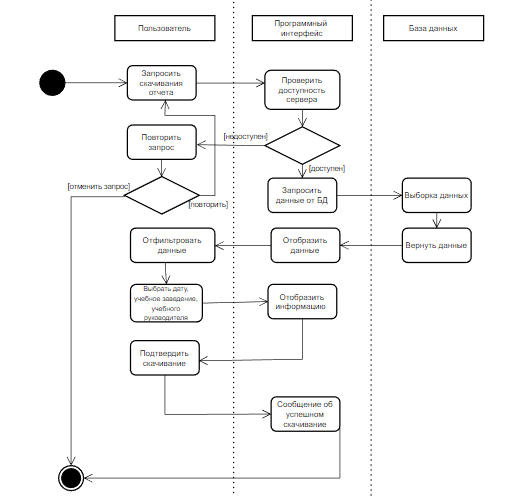 Пользователь
Программный
интерфейс
База данных
Запросить
скачивания
отчета
Проверить
доступность
сервера
Повторить
запрос
[недоступен]
[доступен]
[отменить запрос]
[повторить]
Запросить
данные от БД
Выборка данных
Отфильтровать
данные
Отобразить
данные
Вернуть данные
Выбрать дату,
учебное заведение,
учебного
руководителя
Отобразить
информацию
Подтвердить
скачивание
Сообщение об
успешном
скачивание